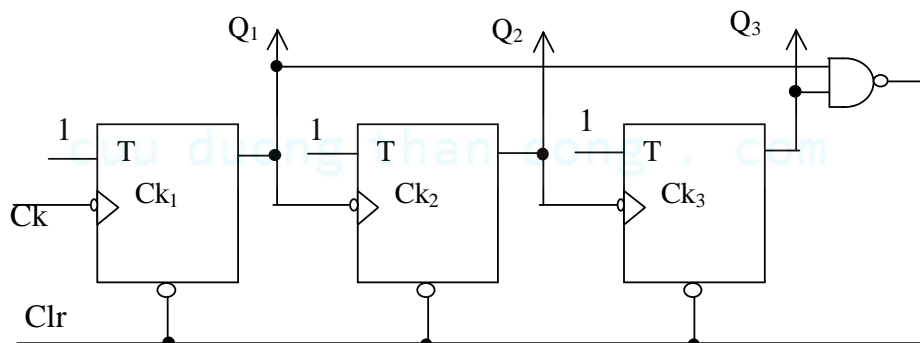 Q1 Q2 Q3
1 1 1
cuu duong than cong . com
T T T
Ck1 Ck2 Ck3
Ck
Clr